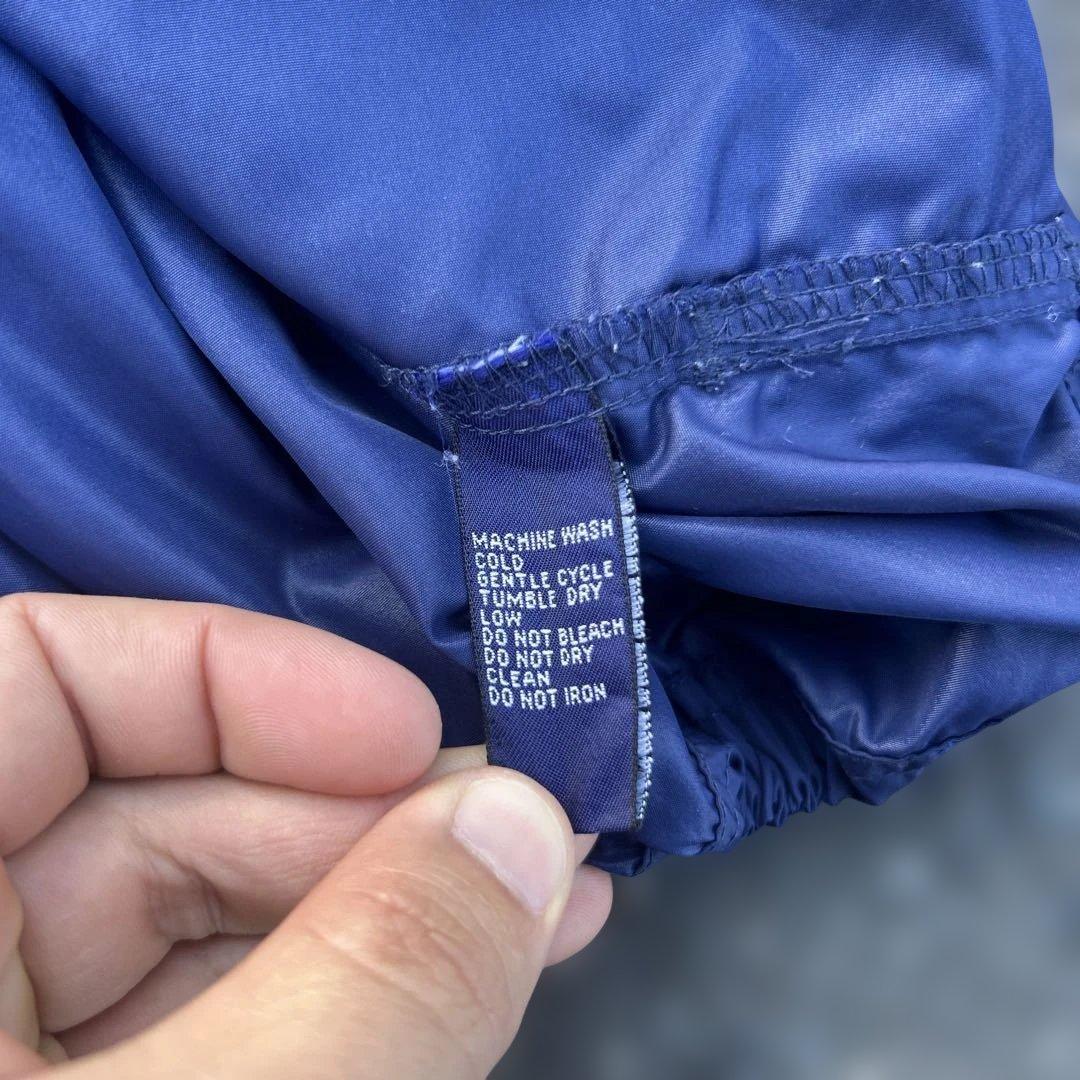 MACHINE WASH
COLD
GENTLE CYCLE
TUMBLE DRY
LOW
DO NOT BLEACH
DO NOT DRY
CLEAN
DO NOT IRON